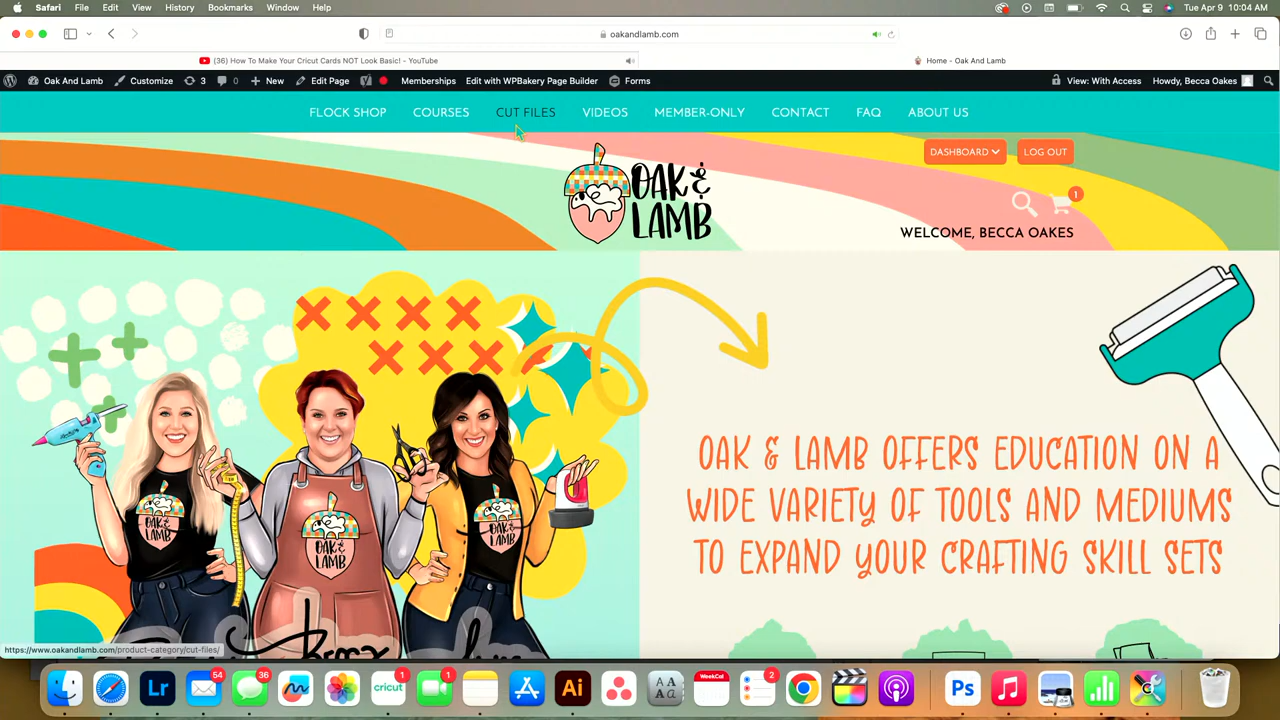 Safari File Edit View History Bookmarks Window Help Tue Apr 9 10:04 AM
oakandlamb.com
(36) How To Make Your Cricut Cards NOT Look Basic! - YouTube Home - Oak And Lamb
Oak And Lamb Customize 3 0 New Edit Page Memberships Edit with WPBakery Page Builder Forms View: With Access Howdy, Becca Oakes
FLOCK SHOP COURSES CUT FILES VIDEOS MEMBER-ONLY CONTACT FAQ ABOUT US
DASHBOARD LOG OUT
1
OAK &
LAMB
WELCOME, BECCA OAKES
OAK & LAMB OFFERS EDUCATION ON A
WIDE VARIETY OF TOOLS AND MEDIUMS
TO EXPAND YOUR CRAFTING SKILL SETS
OAK &
LAMB
OAK &
LAMB
OAK &
LAMB
https://www.oakandlamb.com/product-category/cut-files/
Lr 54 36 cricut 1 1 Ai WeekCal 2 Ps